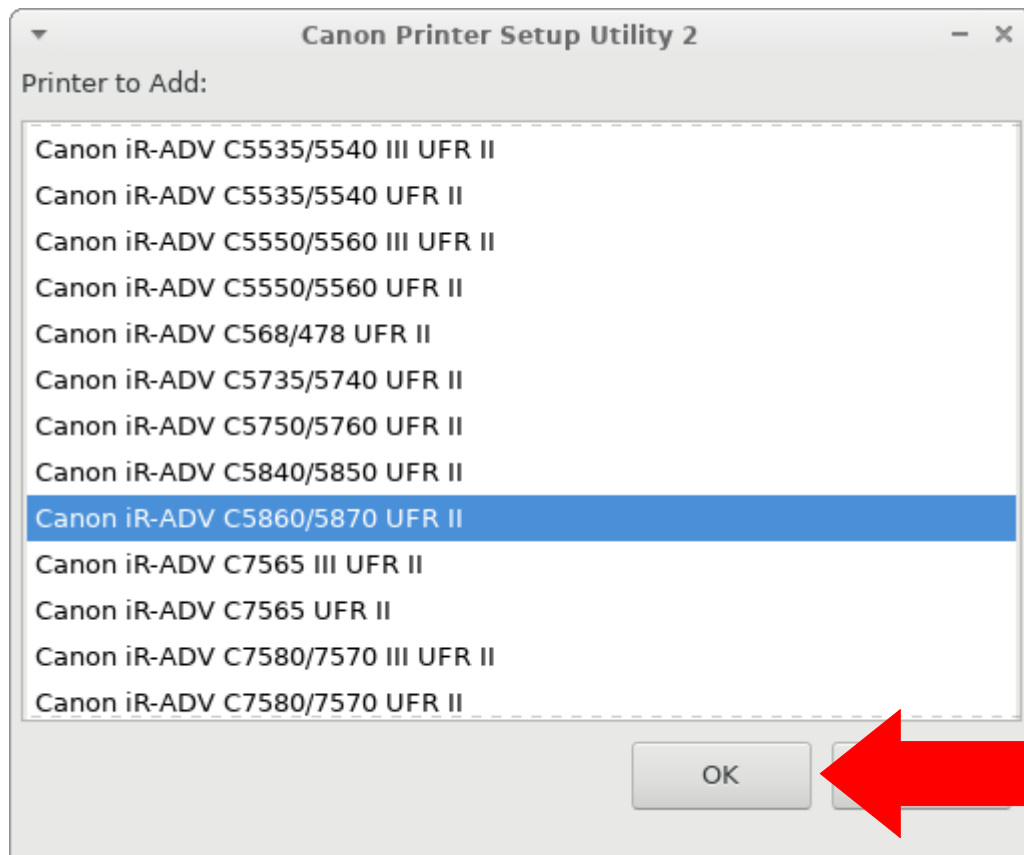 Canon Printer Setup Utility 2
Printer to Add:
Canon iR-ADV C5535/5540 III UFR II
Canon iR-ADV C5535/5540 UFR II
Canon iR-ADV C5550/5560 III UFR II
Canon iR-ADV C5550/5560 UFR II
Canon iR-ADV C568/478 UFR II
Canon iR-ADV C5735/5740 UFR II
Canon iR-ADV C5750/5760 UFR II
Canon iR-ADV C5840/5850 UFR II
Canon iR-ADV C5860/5870 UFR II
Canon iR-ADV C7565 III UFR II
Canon iR-ADV C7565 UFR II
Canon iR-ADV C7580/7570 III UFR II
Canon iR-ADV C7580/7570 UFR II
OK